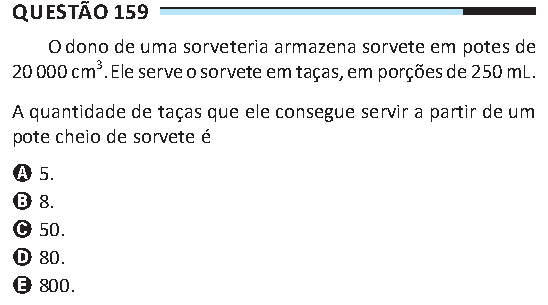 QUESTÃO 159
O dono de uma sorveteria armazena sorvete em potes de
20 000 cm³. Ele serve o sorvete em taças, em porções de 250 mL.
A quantidade de taças que ele consegue servir a partir de um
pote cheio de sorvete é
A 5.
B 8.
C 50.
D 80.
E 800.